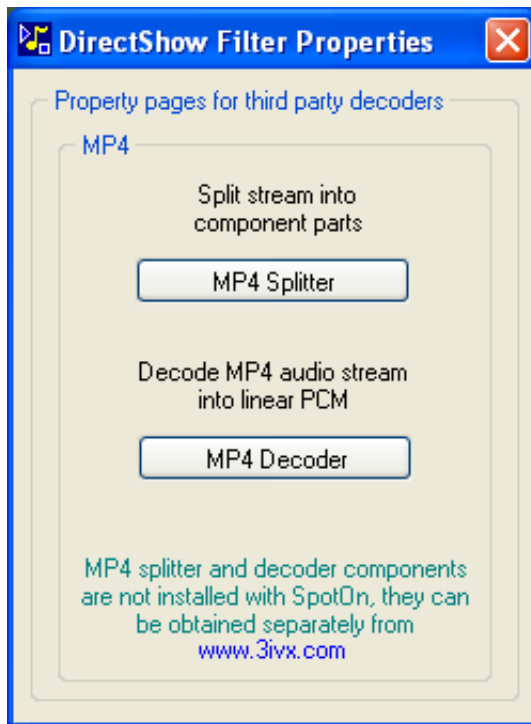 DirectShow Filter Properties
Property pages for third party decoders
MP4
Split stream into
component parts
MP4 Splitter
Decode MP4 audio stream
into linear PCM
MP4 Decoder
MP4 splitter and decoder components
are not installed with SpotOn, they can
be obtained separately from
www.3ivx.com